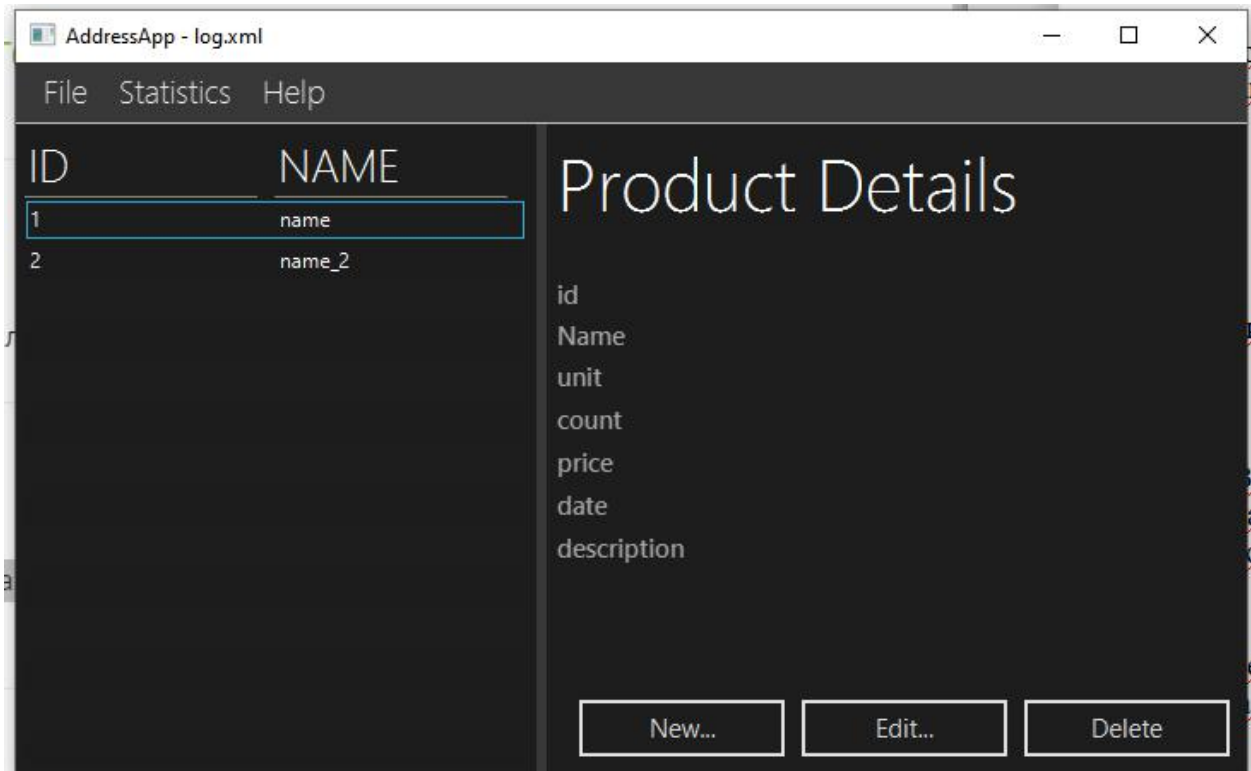 AddressApp - log.xml
File Statistics Help
ID NAME
1 name
2 name_2
Product Details
id
Name
unit
count
price
date
description
New... Edit... Delete